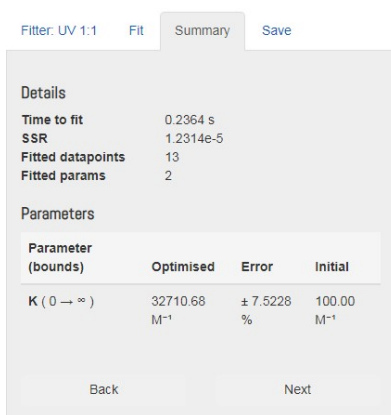 Fitter: UV 1:1 Fit Summary Save
Details
Time to fit 0.2364 s
SSR 1.2314e-5
Fitted datapoints 13
Fitted params 2
Parameters
Parameter
(bounds) Optimised Error Initial
K ( 0 → ∞ ) 32710.68 ± 7.5228 100.00
M⁻¹ % M⁻¹
Back Next